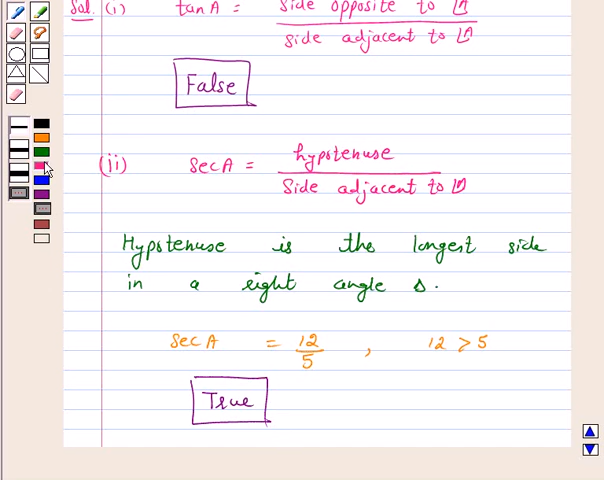 Sol. (i) tan A = Side opposite to ∠A / Side adjacent to ∠A
False
(ii) Sec A = hypotenuse / Side adjacent to ∠A
Hypotenuse is the longest side
in a right angle Δ.
Sec A = 12/5 , 12 > 5
True